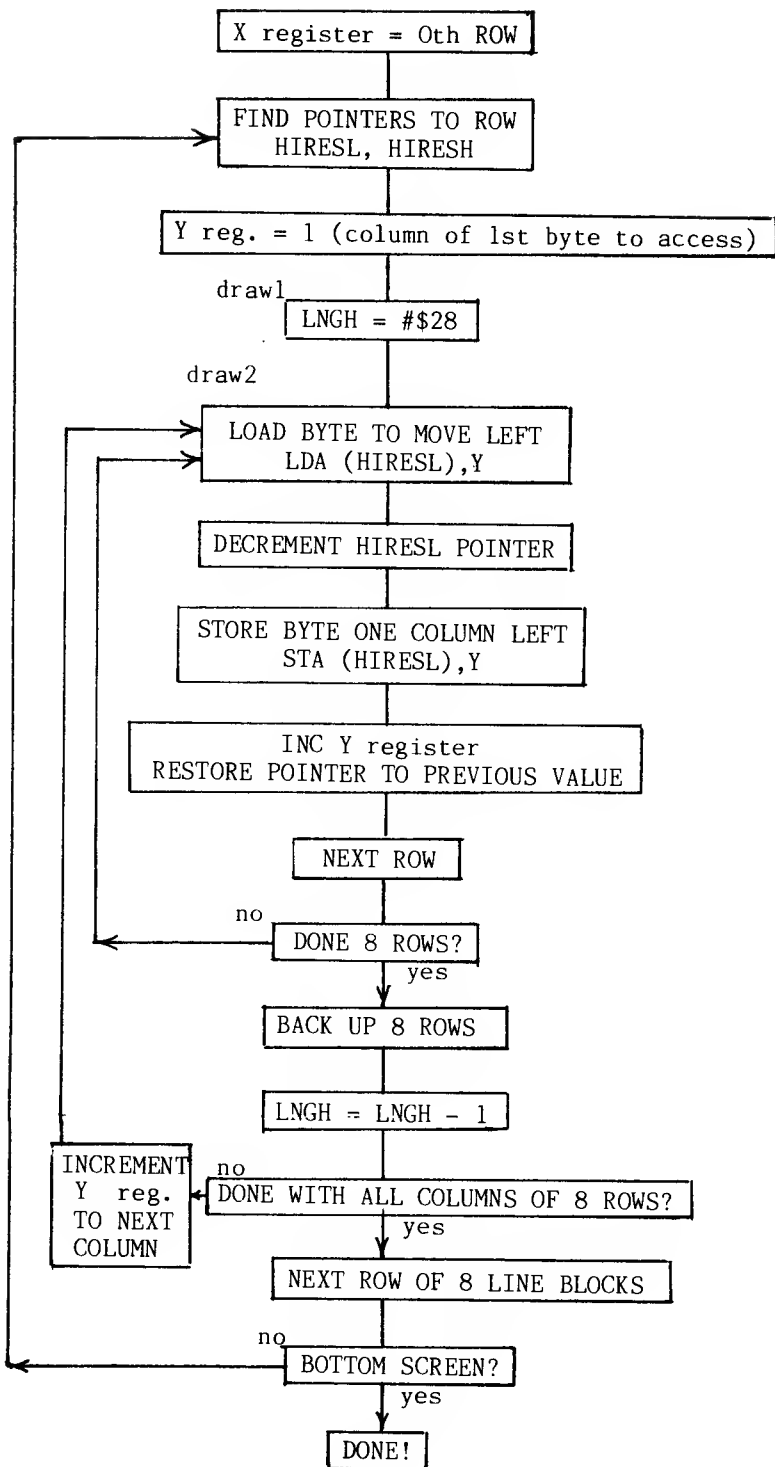 X register = 0th ROW
FIND POINTERS TO ROW
HIRESL, HIRESH
Y reg. = 1 (column of 1st byte to access)
draw1
LNGH = #$28
draw2
LOAD BYTE TO MOVE LEFT
LDA (HIRESL),Y
DECREMENT HIRESL POINTER
STORE BYTE ONE COLUMN LEFT
STA (HIRESL),Y
INC Y register
RESTORE POINTER TO PREVIOUS VALUE
NEXT ROW
no
DONE 8 ROWS?
yes
BACK UP 8 ROWS
LNGH = LNGH - 1
INCREMENT
Y reg.
TO NEXT
COLUMN
no
DONE WITH ALL COLUMNS OF 8 ROWS?
yes
NEXT ROW OF 8 LINE BLOCKS
no
BOTTOM SCREEN?
yes
DONE!